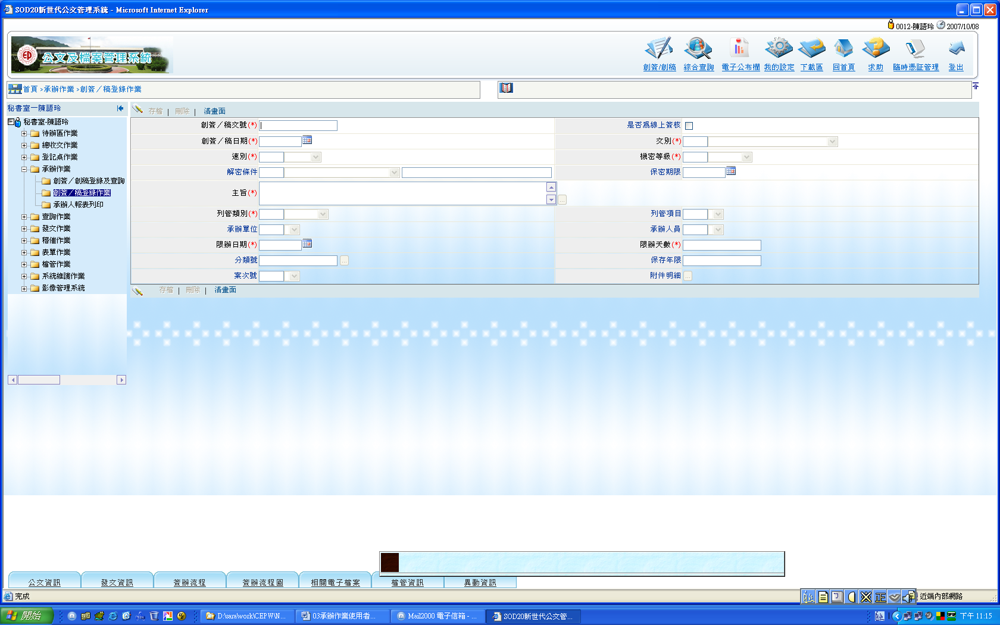 SOD20新世代公文管理系統 - Microsoft Internet Explorer
0012-陳語玲 2007/10/08
公文及檔案管理系統
創簽/創稿 綜合查詢 電子公布欄 我的設定 下載區 回首頁 求助 臨時憑証管理 登出
首頁 >承辦作業 >創簽／稿登錄作業
秘書室─陳語玲
存檔 | 刪除 | 清畫面
秘書室-陳語玲
待辦區作業
總收文作業
登記桌作業
承辦作業
創簽／創稿登錄及查詢
創簽／稿登錄作業
承辦人報表列印
查詢作業
發文作業
稽催作業
表單作業
檔管作業
系統維護作業
影像管理系統
創簽／稿文號(*) 是否為線上簽核
創簽／稿日期(*) 文別(*)
速別(*) 機密等級(*)
解密條件 保密期限
主旨(*)
列管類別(*) 列管項目
承辦單位 承辦人員
限辦日期(*) 限辦天數(*)
分類號 ... 保存年限
案次號 附件明細 ...
存檔 | 刪除 | 清畫面
公文資訊 發文資訊 簽辦流程 簽辦流程圖 相關電子檔案 檔管資訊 異動資訊
完成 近端內部網路
開始 D:\sara\work\CEPW\N... 03承辦作業使用者... Mail2000 電子信箱 - ... SOD20新世代公文管... 下午 11:15